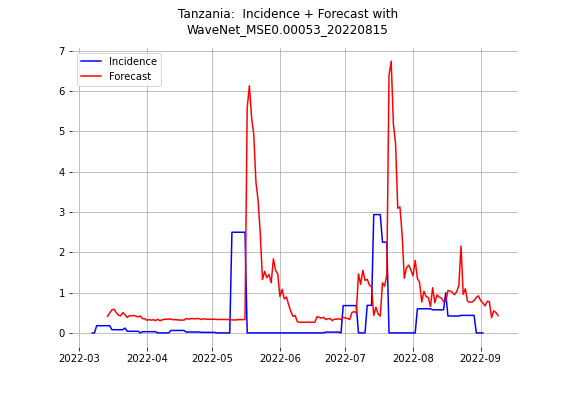 Tanzania:  Incidence + Forecast with
WaveNet_MSE0.00053_20220815
7
6
5
4
3
2
1
0
Incidence
Forecast
2022-03 2022-04 2022-05 2022-06 2022-07 2022-08 2022-09